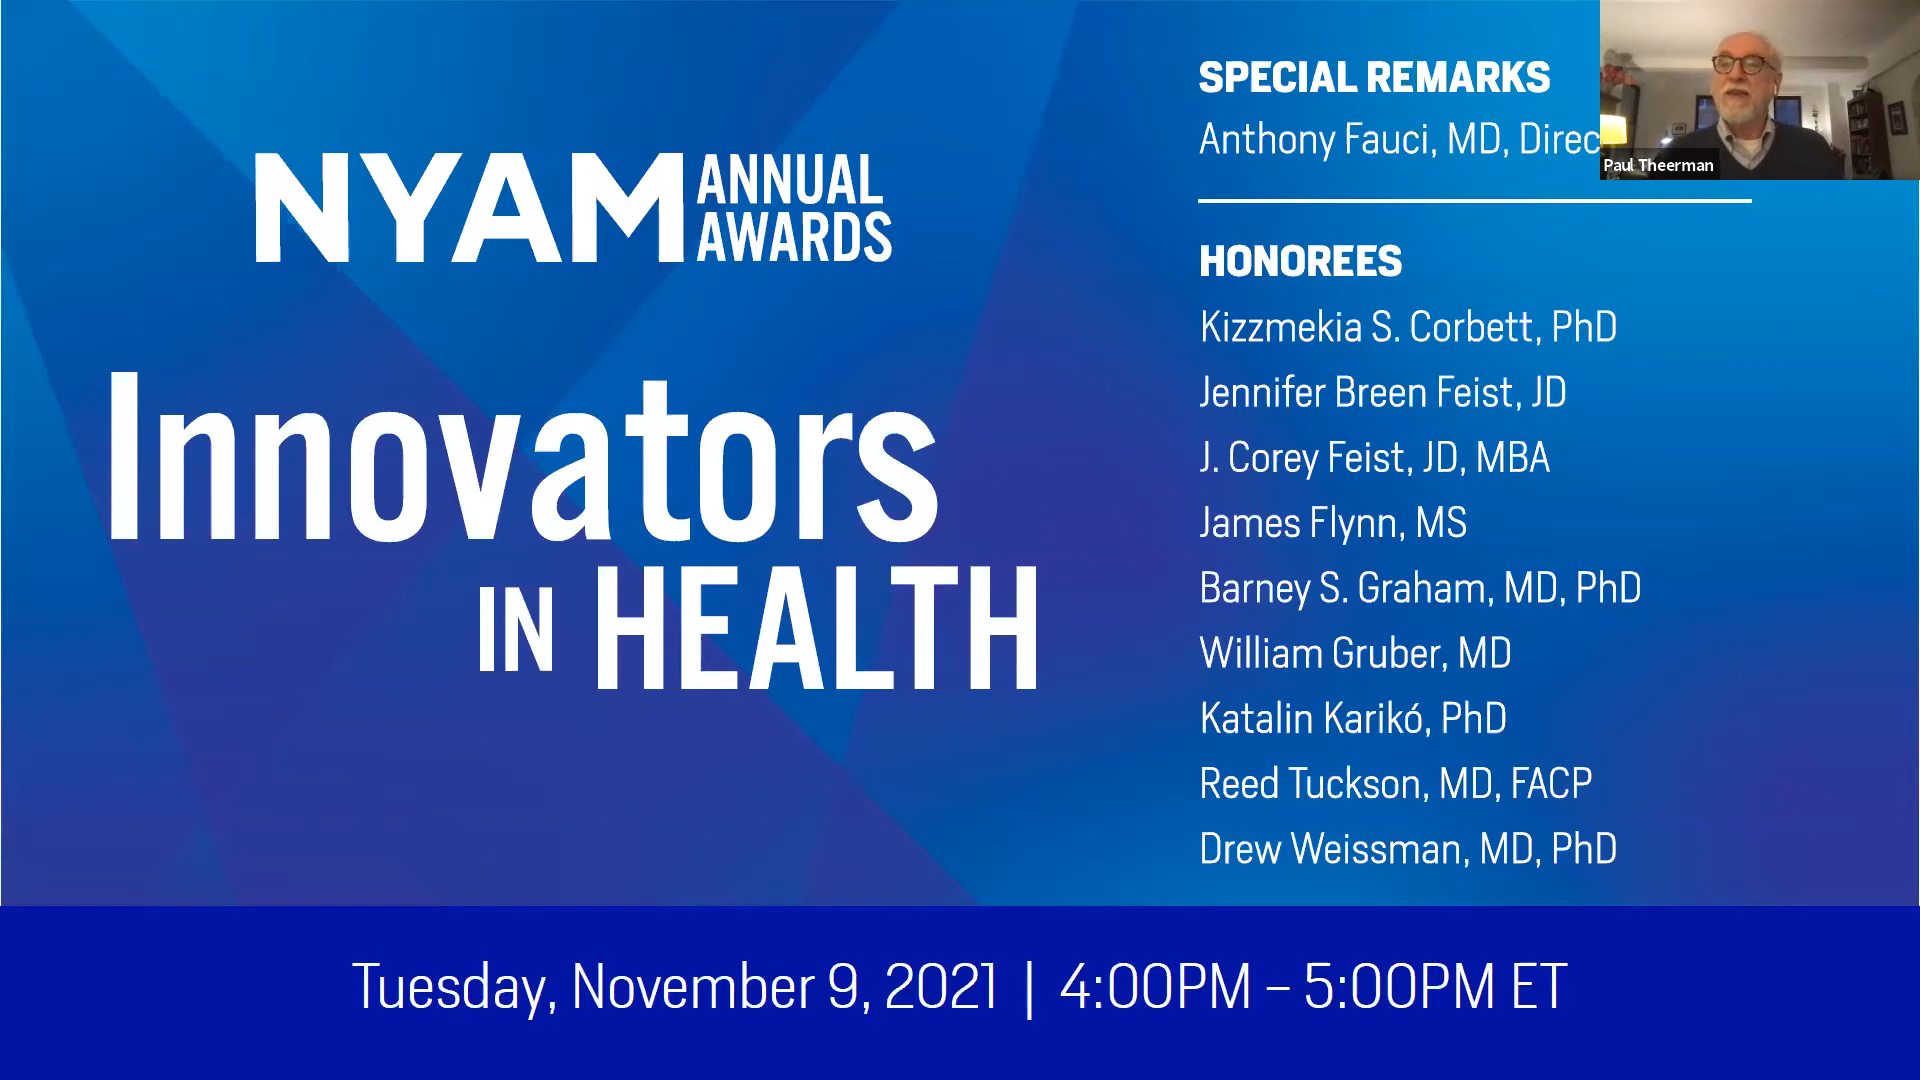 NYAM ANNUAL
AWARDS
Innovators
IN HEALTH
SPECIAL REMARKS
Anthony Fauci, MD, Direc
Paul Theerman
HONOREES
Kizzmekia S. Corbett, PhD
Jennifer Breen Feist, JD
J. Corey Feist, JD, MBA
James Flynn, MS
Barney S. Graham, MD, PhD
William Gruber, MD
Katalin Karikó, PhD
Reed Tuckson, MD, FACP
Drew Weissman, MD, PhD
Tuesday, November 9, 2021 | 4:00PM – 5:00PM ET